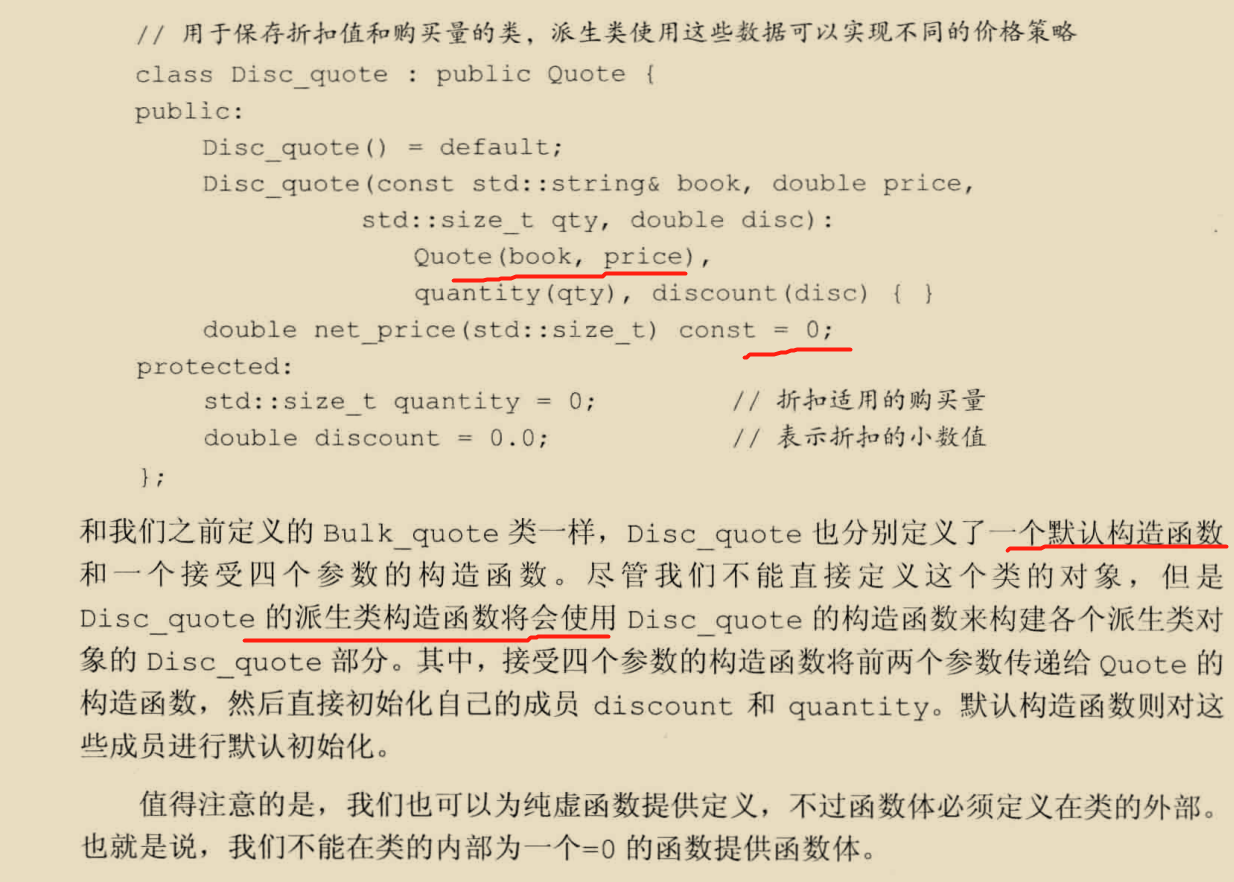 // 用于保存折扣值和购买量的类，派生类使用这些数据可以实现不同的价格策略
class Disc_quote : public Quote {
public:
Disc_quote() = default;
Disc_quote(const std::string& book, double price,
std::size_t qty, double disc):
Quote(book, price),
quantity(qty), discount(disc) { }
double net_price(std::size_t) const = 0;
protected:
std::size_t quantity = 0; // 折扣适用的购买量
double discount = 0.0; // 表示折扣的小数值
};
和我们之前定义的 Bulk_quote 类一样，Disc_quote 也分别定义了一个默认构造函数
和一个接受四个参数的构造函数。尽管我们不能直接定义这个类的对象，但是
Disc_quote 的派生类构造函数将会使用 Disc_quote 的构造函数来构建各个派生类对
象的 Disc_quote 部分。其中，接受四个参数的构造函数将前两个参数传递给 Quote 的
构造函数，然后直接初始化自己的成员 discount 和 quantity。默认构造函数则对这
些成员进行默认初始化。
值得注意的是，我们也可以为纯虚函数提供定义，不过函数体必须定义在类的外部。
也就是说，我们不能在类的内部为一个=0 的函数提供函数体。